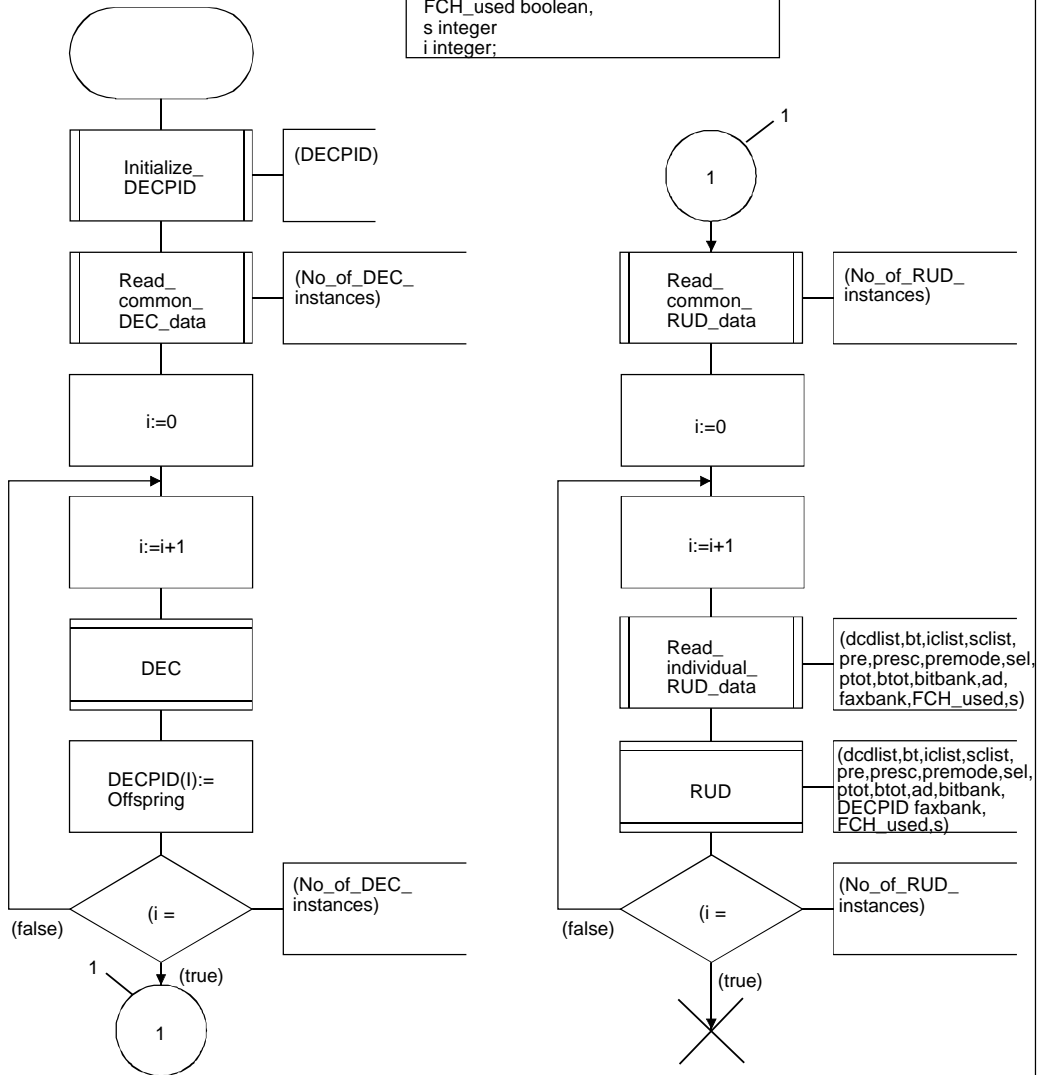 FCH_used boolean,
s integer
i integer;
Initialize_
DECPID
(DECPID)
Read_
common_
DEC_data
(No_of_DEC_
instances)
i:=0
i:=i+1
DEC
DECPID(I):=
Offspring
(i =
(No_of_DEC_
instances)
(false)
(true)
1
1
1
1
Read_
common_
RUD_data
(No_of_RUD_
instances)
i:=0
i:=i+1
Read_
individual_
RUD_data
(dcdlist,bt,iclist,sclist,
pre,presc,premode,sel,
ptot,btot,bitbank,ad,
faxbank,FCH_used,s)
RUD
(dcdlist,bt,iclist,sclist,
pre,presc,premode,sel,
ptot,btot,ad,bitbank,
DECPID faxbank,
FCH_used,s)
(i =
(No_of_RUD_
instances)
(false)
(true)